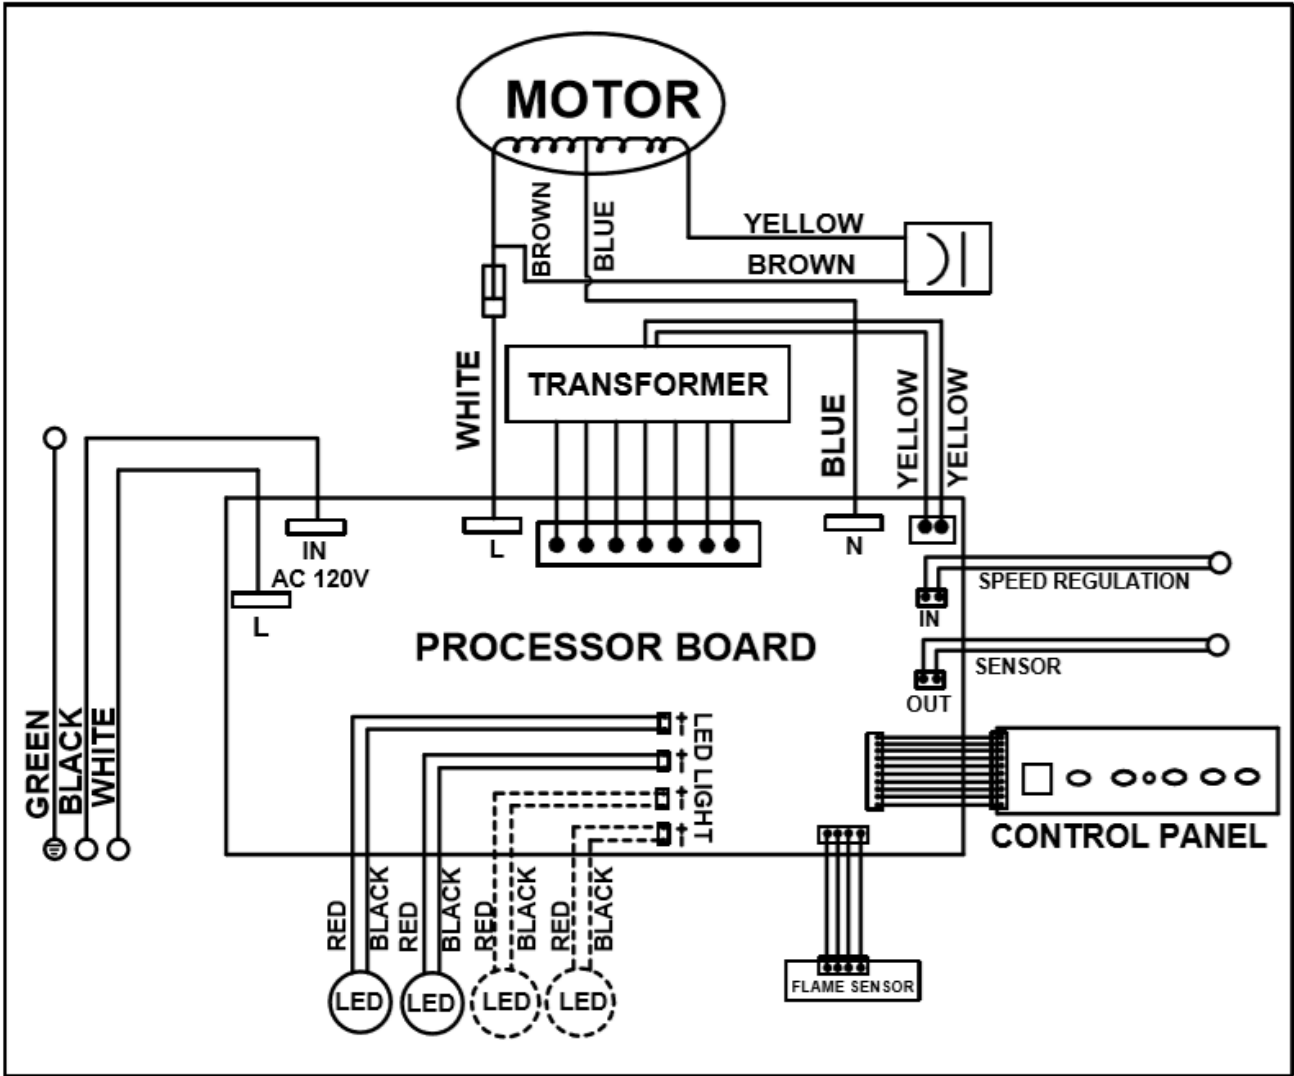 MOTOR
BROWN
BLUE
YELLOW
BROWN
WHITE
TRANSFORMER
BLUE
YELLOW
YELLOW
IN
AC 120V
L
L
N
SPEED REGULATION
IN
PROCESSOR BOARD
SENSOR
OUT
GREEN
BLACK
WHITE
LED LIGHT
+
-
+
-
+
-
+
-
CONTROL PANEL
RED
BLACK
RED
BLACK
RED
BLACK
RED
BLACK
LED
LED
LED
LED
FLAME SENSOR